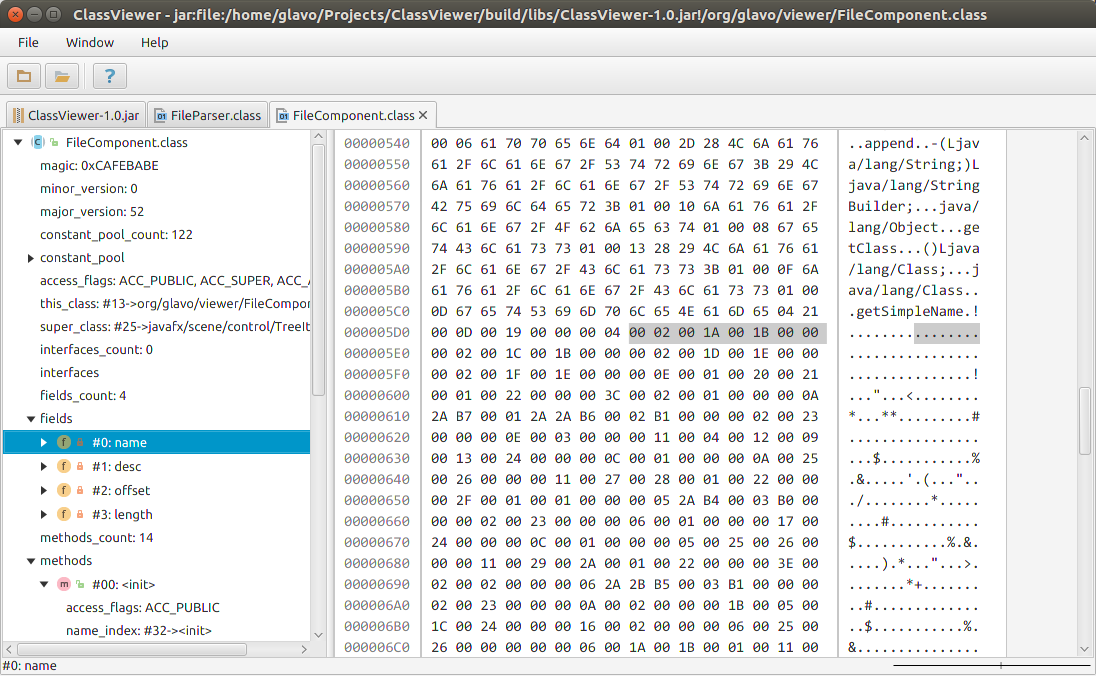 ClassViewer - jar:file:/home/glavo/Projects/ClassViewer/build/libs/ClassViewer-1.0.jar!/org/glavo/viewer/FileComponent.class
File Window Help
?
ClassViewer-1.0.jar FileParser.class FileComponent.class
FileComponent.class
magic: 0xCAFEBABE
minor_version: 0
major_version: 52
constant_pool_count: 122
constant_pool
access_flags: ACC_PUBLIC, ACC_SUPER, ACC_
this_class: #13->org/glavo/viewer/FileCompor
super_class: #25->javafx/scene/control/TreeIt
interfaces_count: 0
interfaces
fields_count: 4
fields
f #0: name
f #1: desc
f #2: offset
f #3: length
methods_count: 14
methods
m #00: <init>
access_flags: ACC_PUBLIC
name_index: #32-><init>
00000540 00 06 61 70 70 65 6E 64 01 00 2D 28 4C 6A 61 76 ..append..-(Ljav
00000550 61 2F 6C 61 6E 67 2F 53 74 72 69 6E 67 3B 29 4C a/lang/String;)L
00000560 6A 61 76 61 2F 6C 61 6E 67 2F 53 74 72 69 6E 67 java/lang/String
00000570 42 75 69 6C 64 65 72 3B 01 00 10 6A 61 76 61 2F Builder;...java/
00000580 6C 61 6E 67 2F 4F 62 6A 65 63 74 01 00 08 67 65 lang/Object...ge
00000590 74 43 6C 61 73 73 01 00 13 28 29 4C 6A 61 76 61 tClass...()Ljava
000005A0 2F 6C 61 6E 67 2F 43 6C 61 73 73 3B 01 00 0F 6A /lang/Class;...j
000005B0 61 76 61 2F 6C 61 6E 67 2F 43 6C 61 73 73 01 00 ava/lang/Class..
000005C0 0D 67 65 74 53 69 6D 70 6C 65 4E 61 6D 65 04 21 .getSimpleName.!
000005D0 00 0D 00 19 00 00 00 04 00 02 00 1A 00 1B 00 00 ................
000005E0 00 02 00 1C 00 1B 00 00 00 02 00 1D 00 1E 00 00 ................
000005F0 00 02 00 1F 00 1E 00 00 00 0E 00 01 00 20 00 21 ...............!
00000600 00 01 00 22 00 00 00 3C 00 02 00 01 00 00 00 0A ..."...<........
00000610 2A B7 00 01 2A 2A B6 00 02 B1 00 00 00 02 00 23 *...**.........#
00000620 00 00 00 0E 00 03 00 00 00 11 00 04 00 12 00 09 ................
00000630 00 13 00 24 00 00 00 0C 00 01 00 00 00 0A 00 25 ...$...........%
00000640 00 26 00 00 00 11 00 27 00 28 00 01 00 22 00 00 .&.....'.(..."..
00000650 00 2F 00 01 00 01 00 00 00 05 2A B4 00 03 B0 00 ./........*.....
00000660 00 00 02 00 23 00 00 00 06 00 01 00 00 00 17 00 ....#...........
00000670 24 00 00 00 0C 00 01 00 00 00 05 00 25 00 26 00 $...........%.&.
00000680 00 00 11 00 29 00 2A 00 01 00 22 00 00 00 3E 00 ....).*..."...>.
00000690 02 00 02 00 00 00 06 2A 2B B5 00 03 B1 00 00 00 .......*+.......
000006A0 02 00 23 00 00 00 0A 00 02 00 00 00 1B 00 05 00 ..#.............
000006B0 1C 00 24 00 00 00 16 00 02 00 00 00 06 00 25 00 ..$...........%.
000006C0 26 00 00 00 00 00 06 00 1A 00 1B 00 01 00 11 00 &...............
#0: name